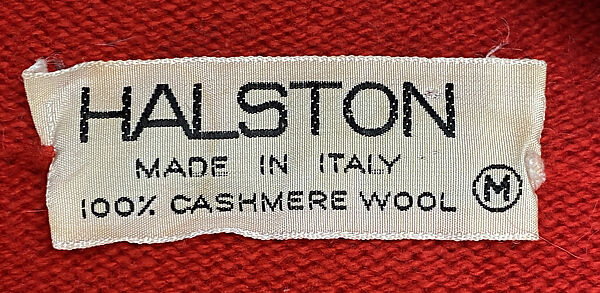 HALSTON
MADE IN ITALY
100% CASHMERE WOOL M